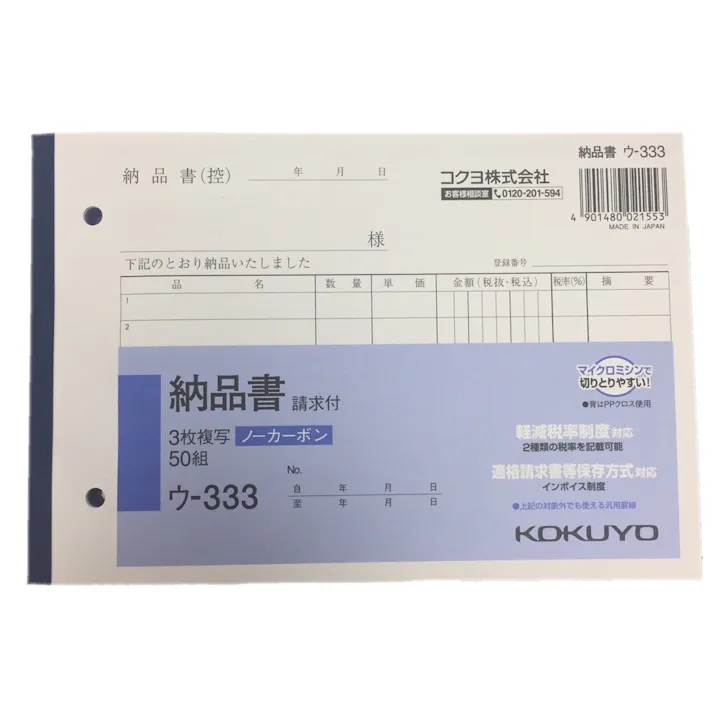 納品書 ウ-333
納品書(控) 年 月 日
コクヨ株式会社
お客様相談室 0120-201-594
4 901480 021553
MADE IN JAPAN
様
下記のとおり納品いたしました
登録番号
品 名 数量 単価 金額(税抜・税込) 税率(%) 摘要
1
2
納品書 請求付
3枚複写 ノーカーボン
50組
ウ-333
No.
自 年 月 日
至 年 月 日
マイクロミシンで
切りとりやすい!
●背はPPクロス使用
軽減税率制度対応
2種類の税率を記載可能
適格請求書等保存方式対応
インボイス制度
●上記の対象外でも使える汎用罫線
KOKUYO